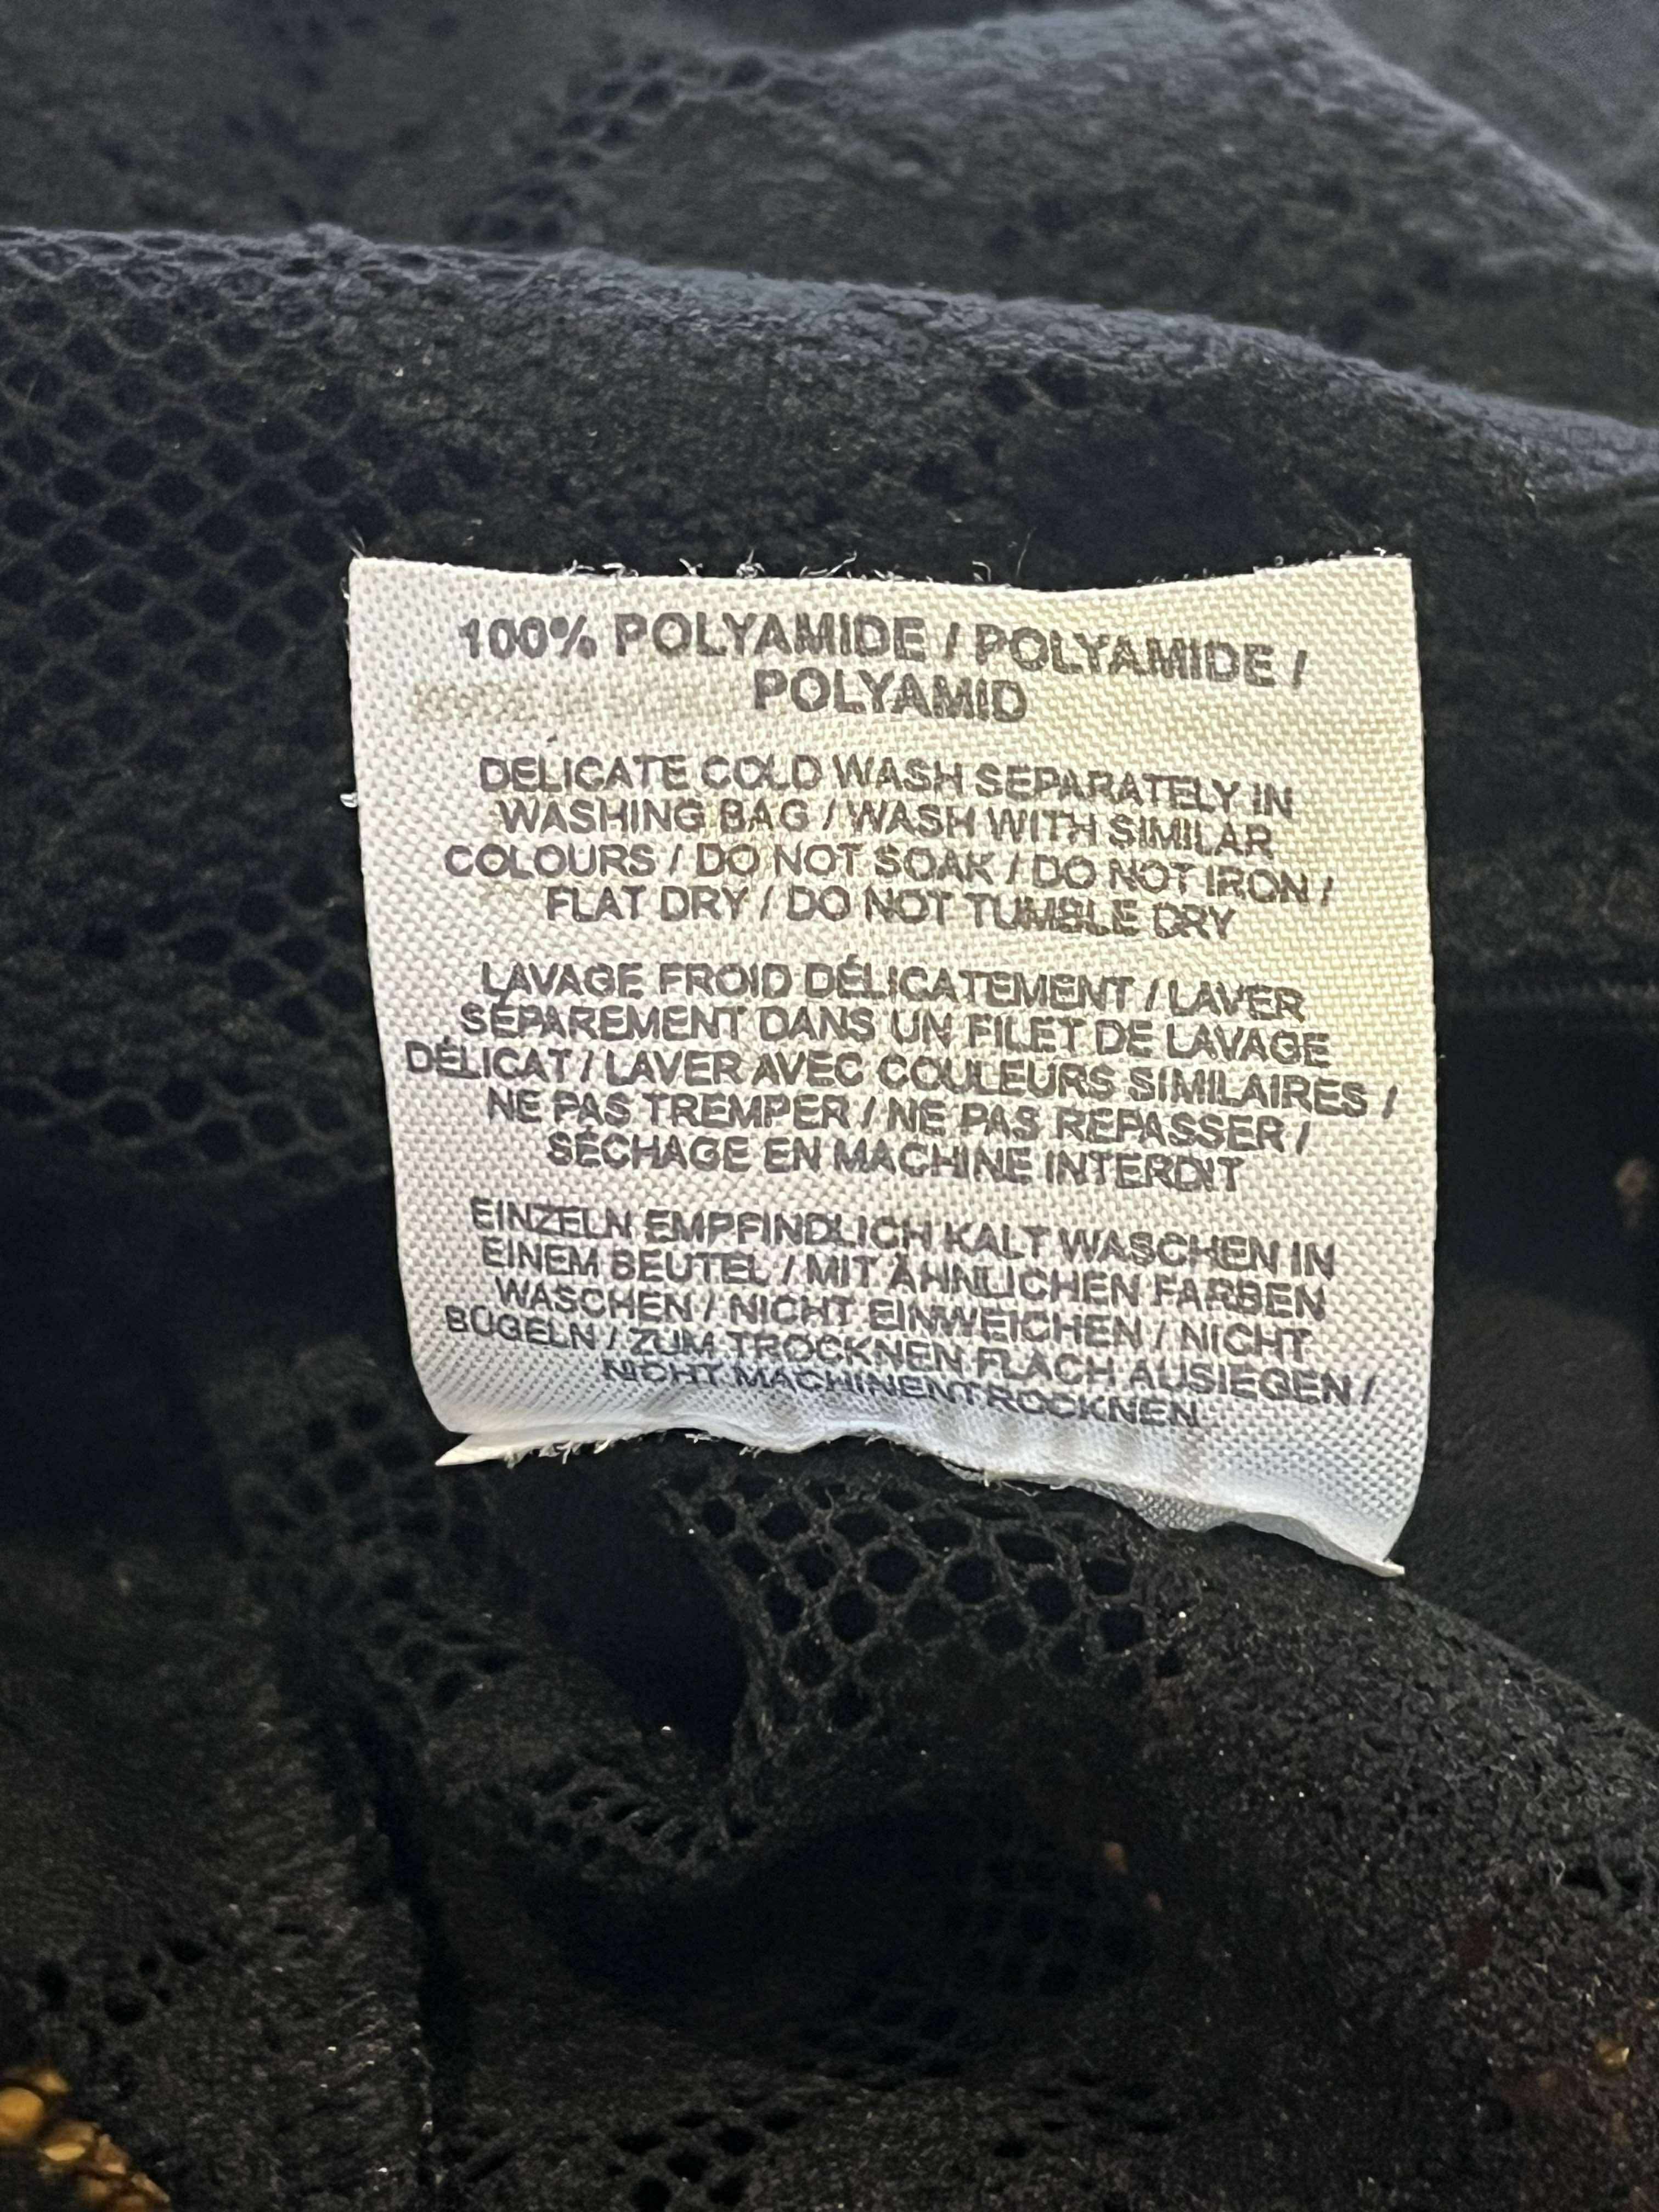 100% POLYAMIDE / POLYAMIDE /
POLYAMID
DELICATE COLD WASH SEPARATELY IN
WASHING BAG / WASH WITH SIMILAR
COLOURS / DO NOT SOAK / DO NOT IRON /
FLAT DRY / DO NOT TUMBLE DRY
LAVAGE FROID DÉLICATEMENT / LAVER
SÉPAREMENT DANS UN FILET DE LAVAGE
DÉLICAT / LAVER AVEC COULEURS SIMILAIRES /
NE PAS TREMPER / NE PAS REPASSER /
SÉCHAGE EN MACHINE INTERDIT
EINZELN EMPFINDLICH KALT WASCHEN IN
EINEM BEUTEL / MIT ÄHNLICHEN FARBEN
WASCHEN / NICHT EINWEICHEN / NICHT
BÜGELN / ZUM TROCKNEN FLACH AUSIEGEN /
NICHT MACHINENTROCKNEN